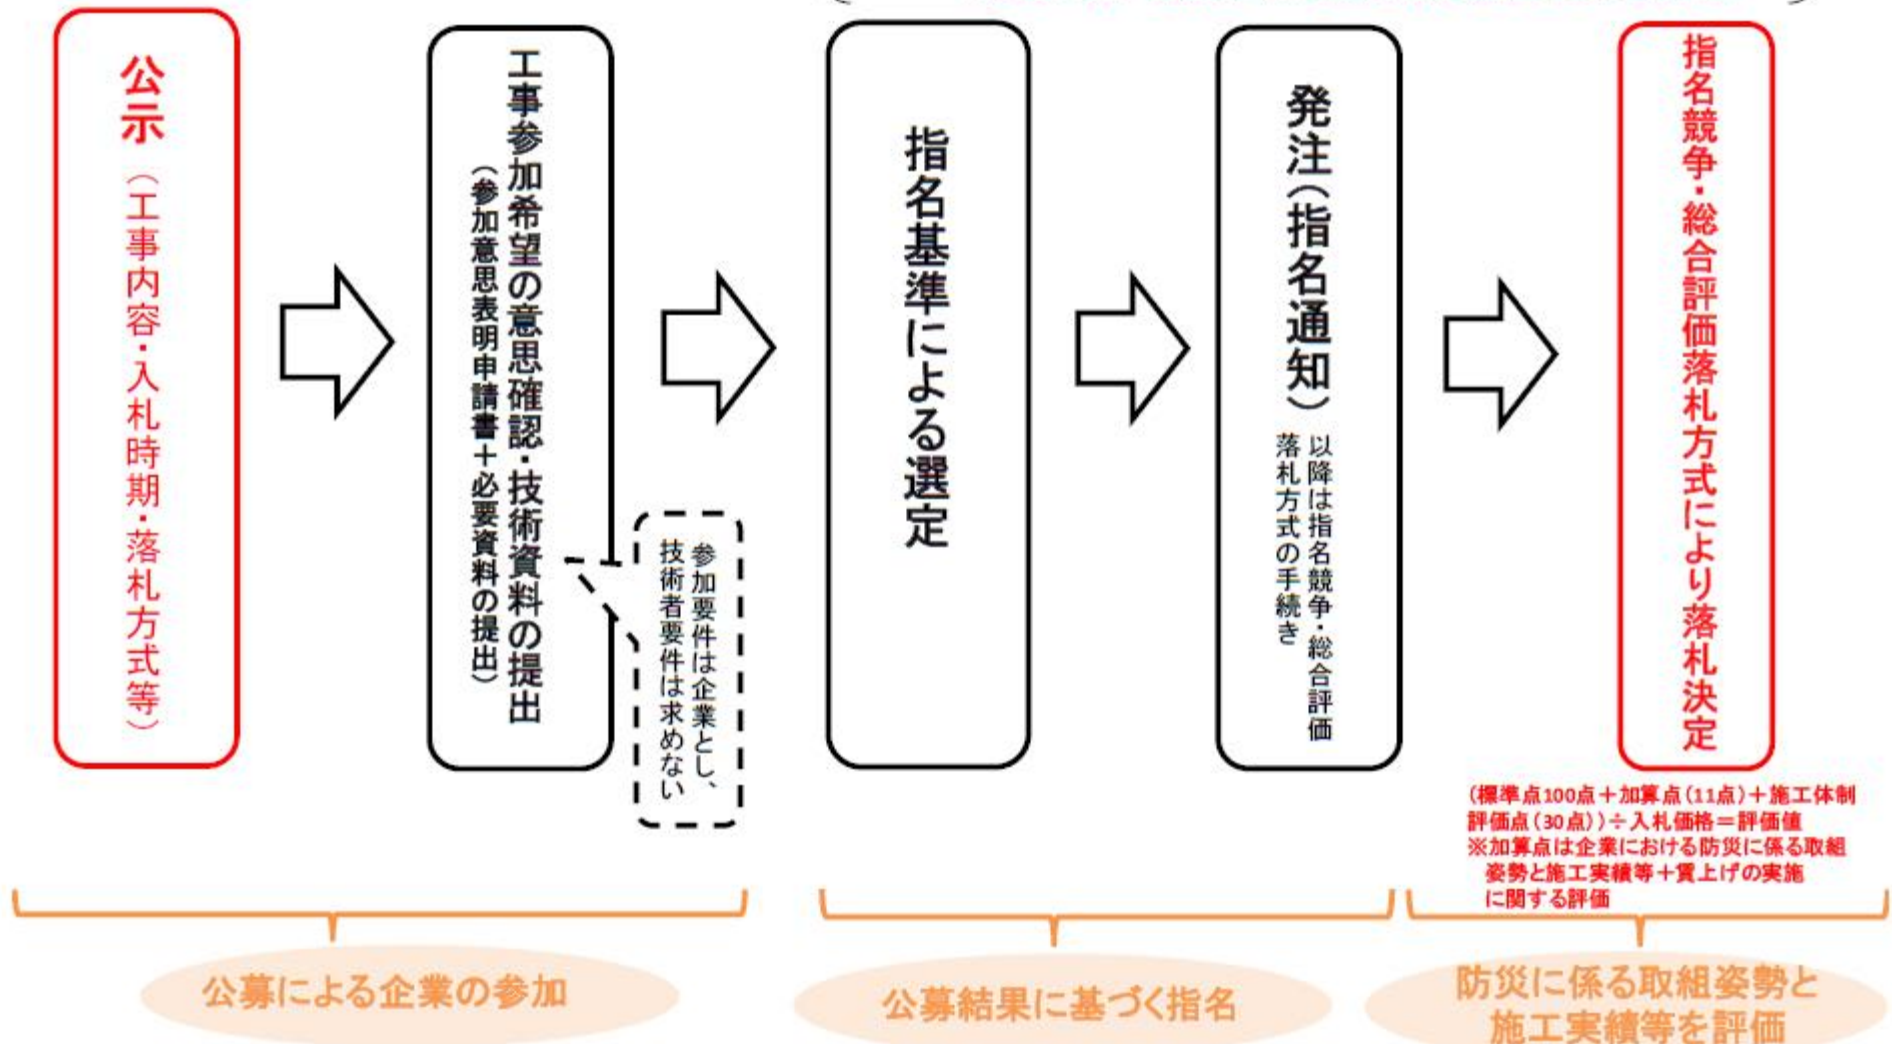 公示（工事内容・入札時期・落札方式等）
工事参加希望の意思確認・技術資料の提出
（参加意思表明申請書＋必要資料の提出）
参加要件は企業とし、
技術者要件は求めない
指名基準による選定
発注（指名通知）
以降は指名競争・総合評価
落札方式の手続き
指名競争・総合評価落札方式により落札決定
（標準点100点＋加算点（11点）＋施工体制
評価点（30点））÷入札価格＝評価値
※加算点は企業における防災に係る取組
姿勢と施工実績等＋賃上げの実施
に関する評価
公募による企業の参加
公募結果に基づく指名
防災に係る取組姿勢と
施工実績等を評価